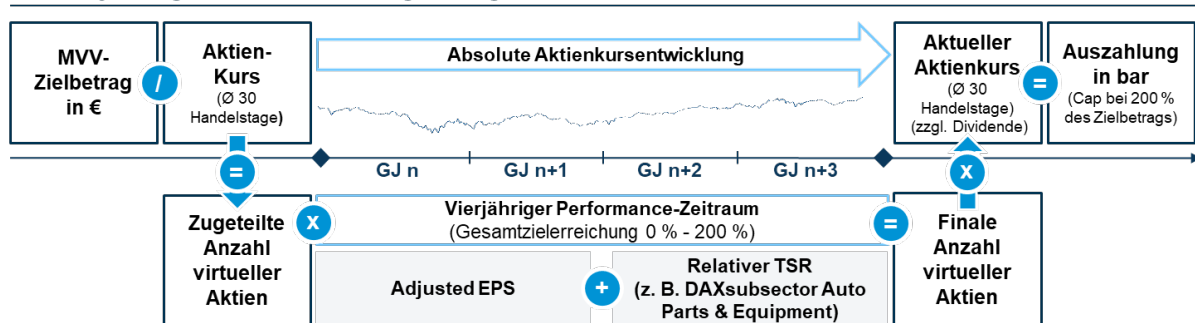 MVV-
Zielbetrag
in €
/
Aktien-
Kurs
(Ø 30
Handelstage)
Absolute Aktienkursentwicklung
Aktueller
Aktienkurs
(Ø 30
Handelstage)
(zzgl. Dividende)
=
Auszahlung
in bar
(Cap bei 200 %
des Zielbetrags)
GJ n
GJ n+1
GJ n+2
GJ n+3
=
x
Zugeteilte
Anzahl
virtueller
Aktien
x
Vierjähriger Performance-Zeitraum
(Gesamtzielerreichung 0 % - 200 %)
=
Finale
Anzahl
virtueller
Aktien
Adjusted EPS
+
Relativer TSR
(z. B. DAXsubsector Auto
Parts & Equipment)